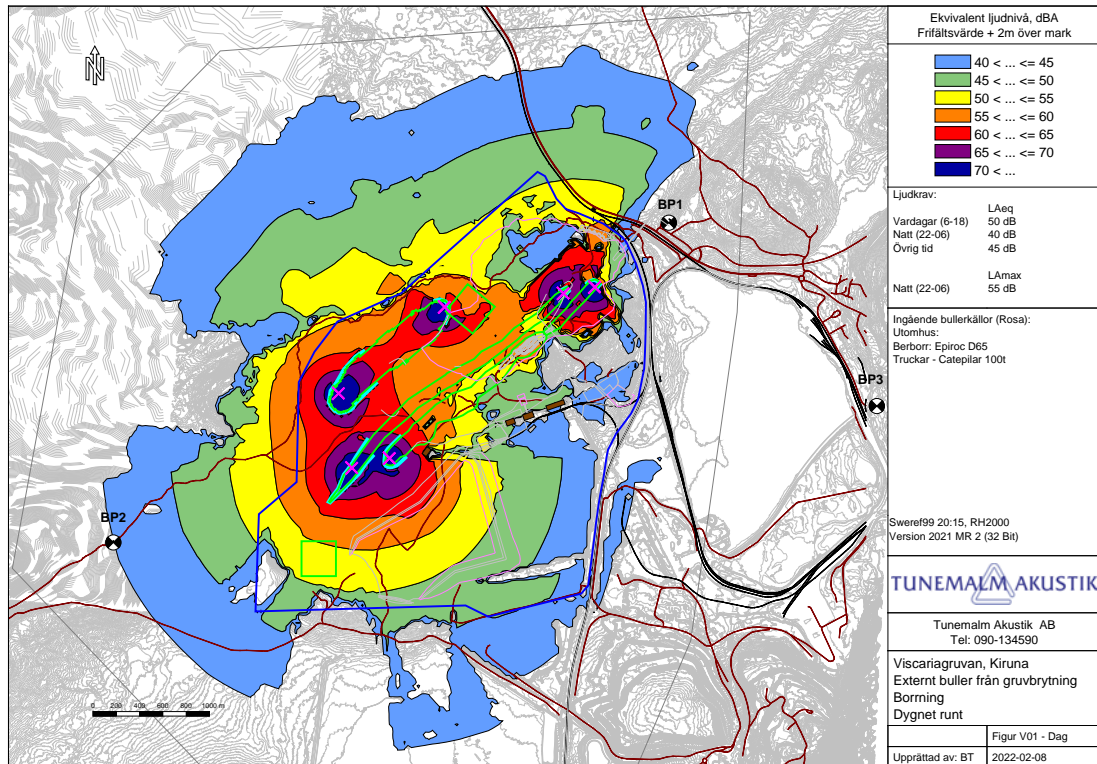 Ekvivalent ljudnivå, dBA
Frifältsvärde + 2m över mark
40 < ... <= 45
45 < ... <= 50
50 < ... <= 55
55 < ... <= 60
60 < ... <= 65
65 < ... <= 70
70 < ...
Ljudkrav:
LAeq
Vardagar (6-18) 50 dB
Natt (22-06) 40 dB
Övrig tid 45 dB
LAmax
Natt (22-06) 55 dB
Ingående bullerkällor (Rosa):
Utomhus:
Berborr: Epiroc D65
Truckar - Catepilar 100t
Sweref99 20:15, RH2000
Version 2021 MR 2 (32 Bit)
TUNEMALM AKUSTIK
Tunemalm Akustik AB
Tel: 090-134590
Viscariagruvan, Kiruna
Externt buller från gruvbrytning
Borrning
Dygnet runt
Figur V01 - Dag
Upprättad av: BT 2022-02-08
N
BP1
BP3
BP2
0 200 400 600 800 1000 m